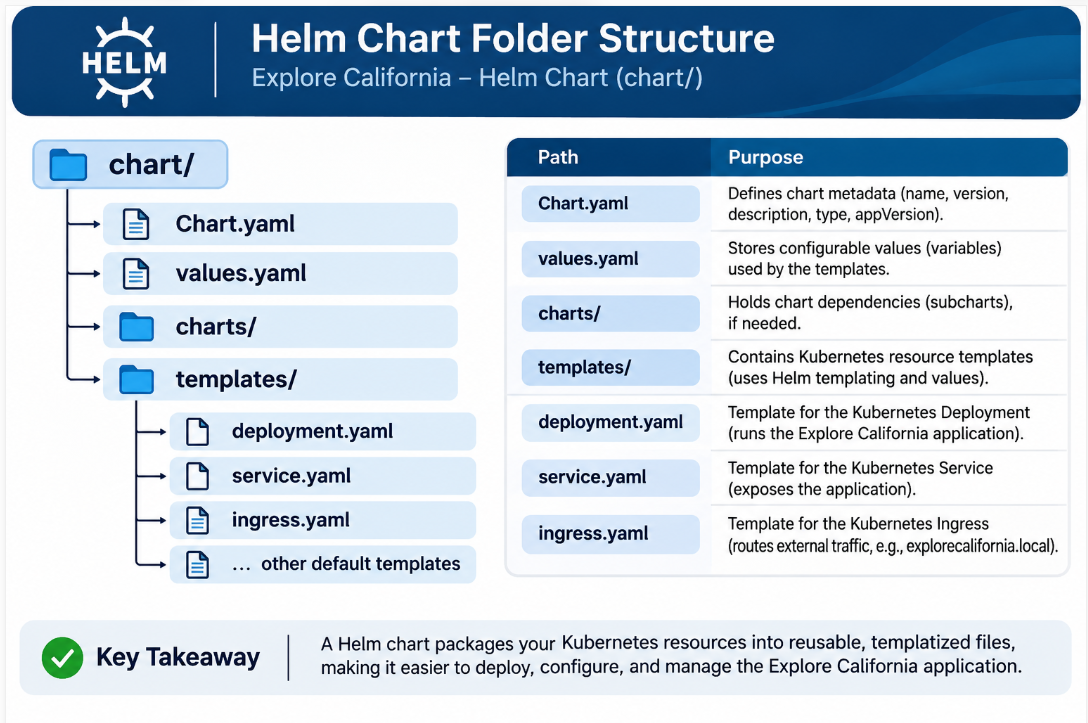 HELM
Helm Chart Folder Structure
Explore California – Helm Chart (chart/)
chart/
Chart.yaml
values.yaml
charts/
templates/
deployment.yaml
service.yaml
ingress.yaml
... other default templates
Path Purpose
Chart.yaml Defines chart metadata (name, version,
description, type, appVersion).
values.yaml Stores configurable values (variables)
used by the templates.
charts/ Holds chart dependencies (subcharts),
if needed.
templates/ Contains Kubernetes resource templates
(uses Helm templating and values).
deployment.yaml Template for the Kubernetes Deployment
(runs the Explore California application).
service.yaml Template for the Kubernetes Service
(exposes the application).
ingress.yaml Template for the Kubernetes Ingress
(routes external traffic, e.g., explorecalifornia.local).
Key Takeaway
A Helm chart packages your Kubernetes resources into reusable, templatized files,
making it easier to deploy, configure, and manage the Explore California application.